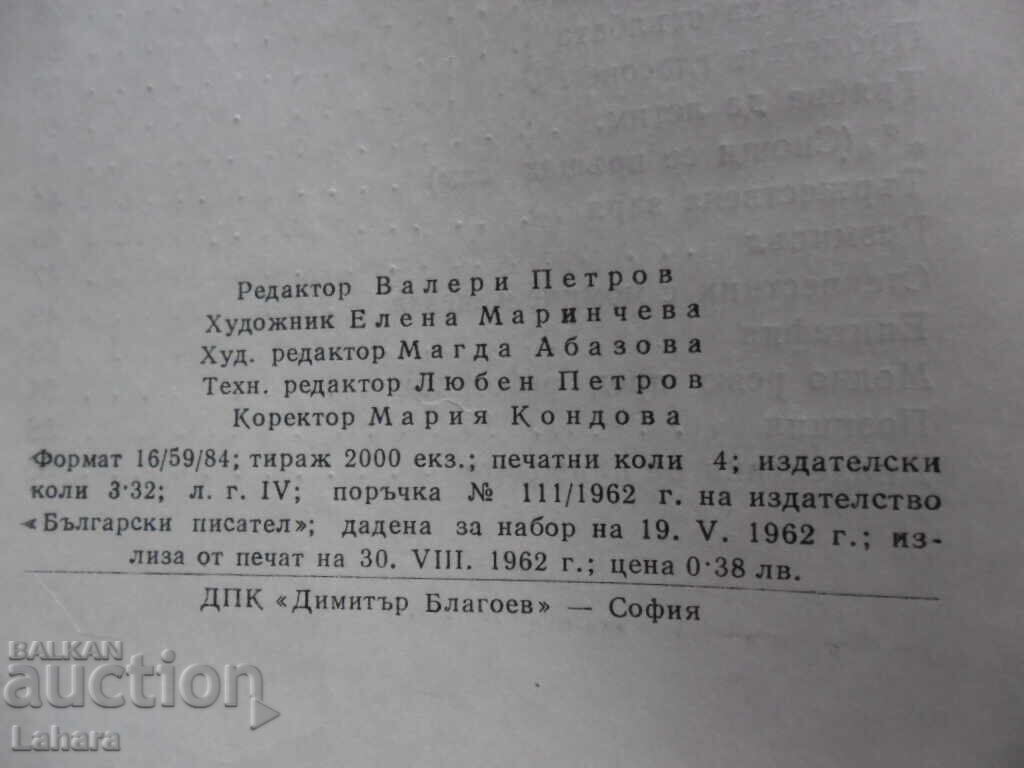 Редактор Валери Петров
Художник Елена Маринчева
Худ. редактор Магда Абазова
Техн. редактор Любен Петров
Коректор Мария Кондова
Формат 16/59/84; тираж 2000 екз.; печатни коли 4; издателски
коли 3·32; л. г. IV; поръчка № 111/1962 г. на издателство
«Български писател»; дадена за набор на 19. V. 1962 г.; из-
лиза от печат на 30. VIII. 1962 г.; цена 0·38 лв.
ДПК «Димитър Благоев» — София
BALKAN
auction
Lahara